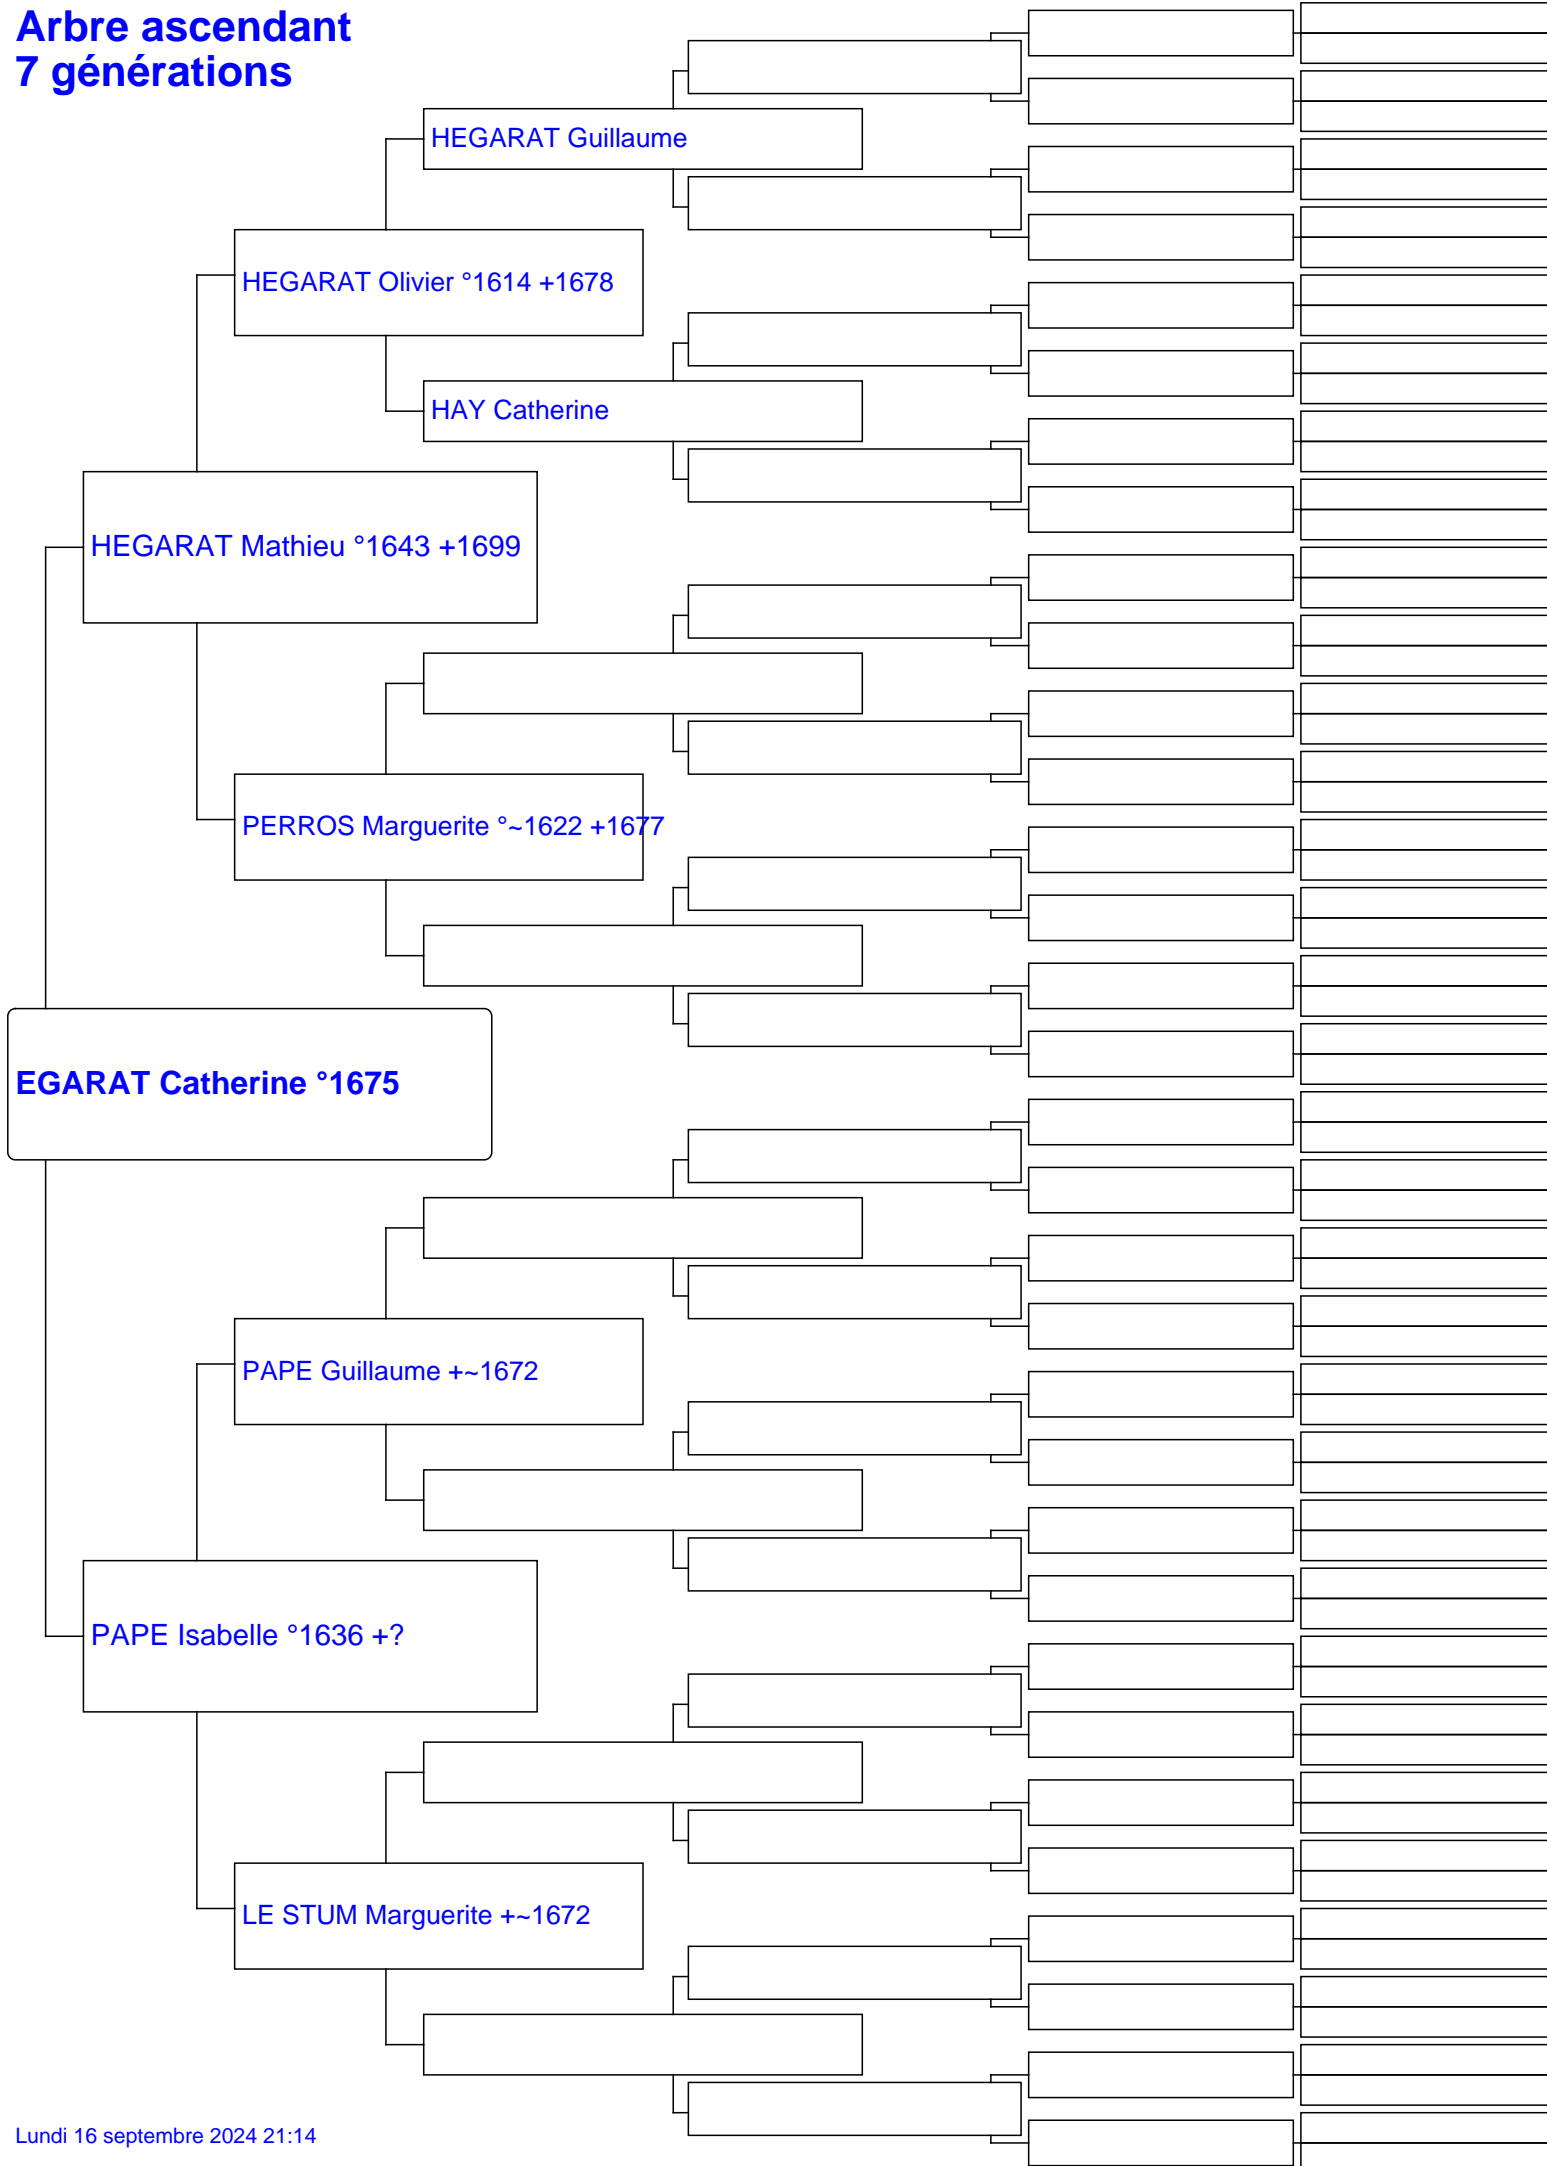 Arbre ascendant
7 générations
HEGARAT Guillaume
HEGARAT Olivier °1614 +1678
HAY Catherine
HEGARAT Mathieu °1643 +1699
PERROS Marguerite °~1622 +1677
EGARAT Catherine °1675
PAPE Guillaume +~1672
PAPE Isabelle °1636 +?
LE STUM Marguerite +~1672
Lundi 16 septembre 2024 21:14